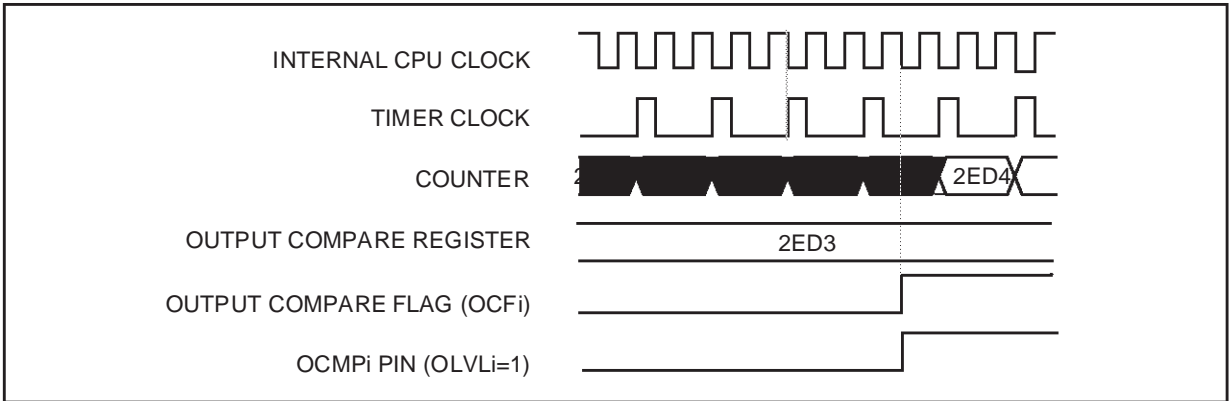 INTERNAL CPU CLOCK
TIMER CLOCK
COUNTER
2ED4
OUTPUT COMPARE REGISTER
2ED3
OUTPUT COMPARE FLAG (OCFi)
OCMPi PIN (OLVLi=1)